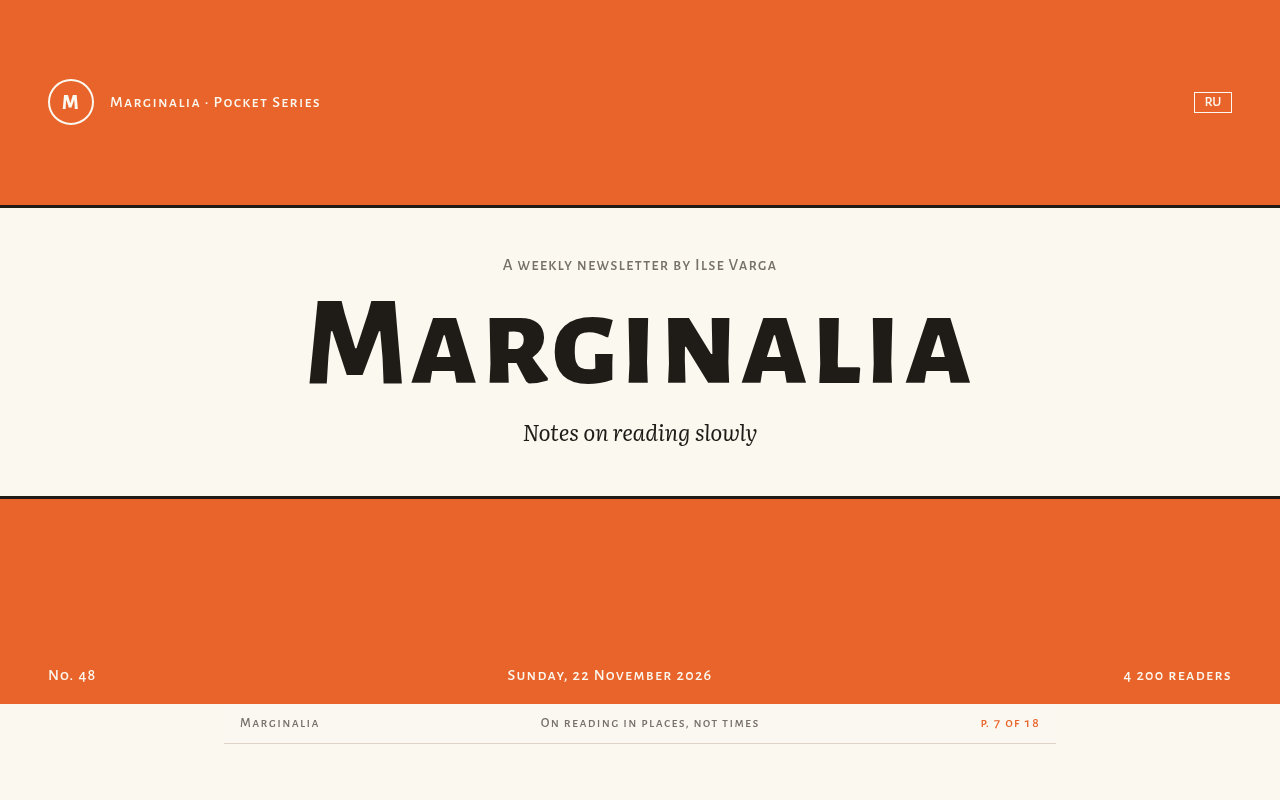 M
Marginalia · Pocket Series
RU
A weekly newsletter by Ilse Varga
Marginalia
Notes on reading slowly
No. 48
Sunday, 22 November 2026
4 200 readers
Marginalia
On reading in places, not times
p. 7 of 18